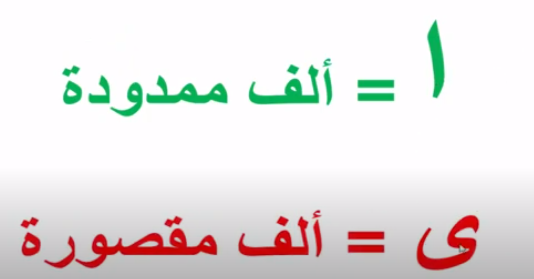 ا = ألف ممدودة
ى = ألف مقصورة